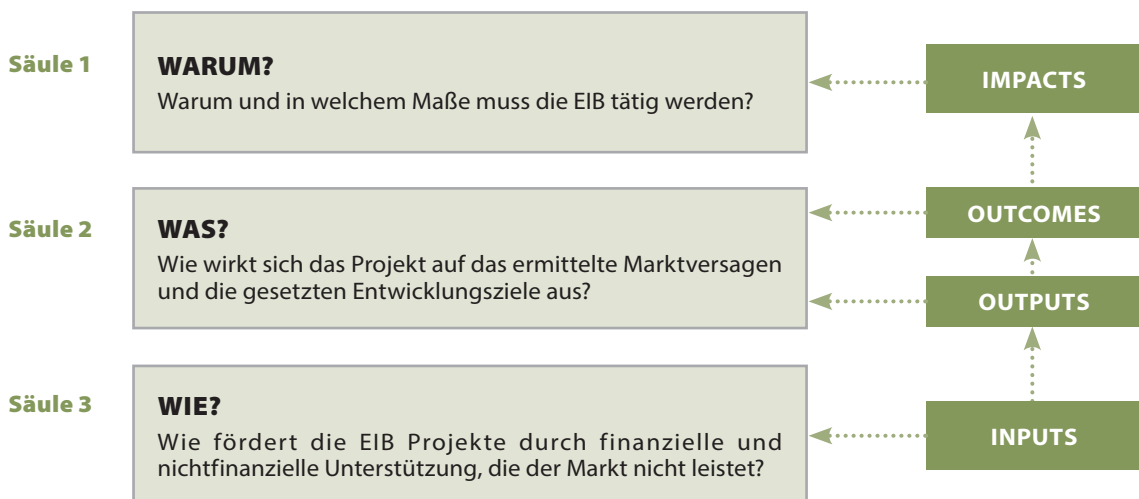 Säule 1
WARUM?
Warum und in welchem Maße muss die EIB tätig werden?
IMPACTS
Säule 2
WAS?
Wie wirkt sich das Projekt auf das ermittelte Marktversagen
und die gesetzten Entwicklungsziele aus?
OUTCOMES
OUTPUTS
Säule 3
WIE?
Wie fördert die EIB Projekte durch finanzielle und
nichtfinanzielle Unterstützung, die der Markt nicht leistet?
INPUTS